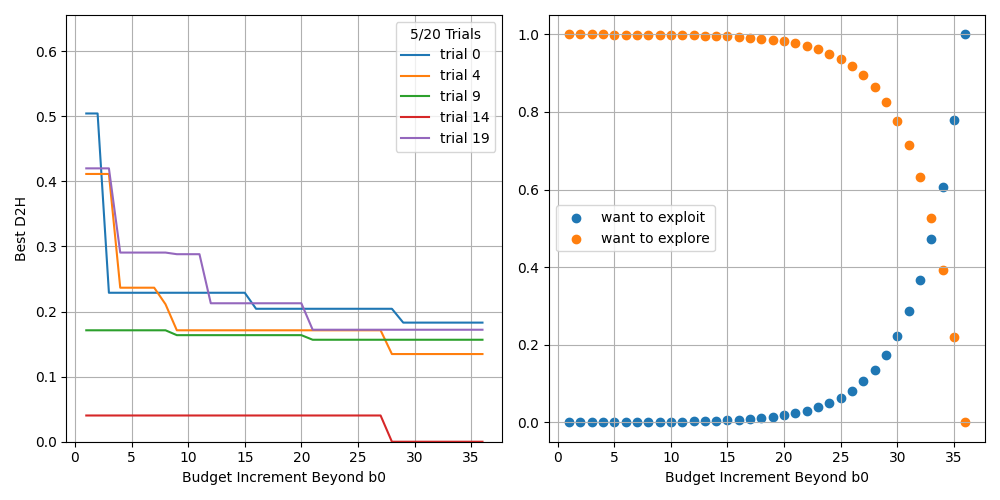 5/20 Trials
trial 0
trial 4
trial 9
trial 14
trial 19
Best D2H
0.6
0.5
0.4
0.3
0.2
0.1
0.0
0 5 10 15 20 25 30 35
Budget Increment Beyond b0
1.0
0.8
0.6
0.4
0.2
0.0
want to exploit
want to explore
0 5 10 15 20 25 30 35
Budget Increment Beyond b0